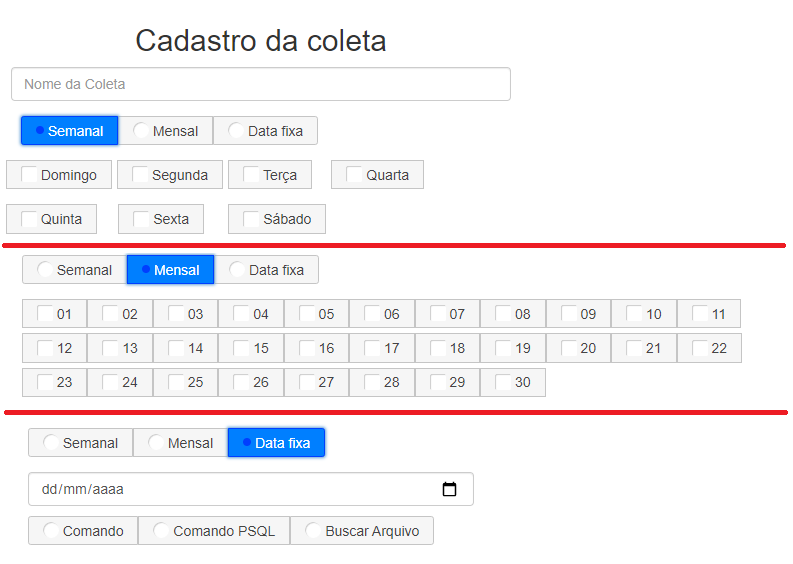 Cadastro da coleta
Nome da Coleta
Semanal Mensal Data fixa
Domingo Segunda Terça Quarta
Quinta Sexta Sábado
Semanal Mensal Data fixa
01 02 03 04 05 06 07 08 09 10 11
12 13 14 15 16 17 18 19 20 21 22
23 24 25 26 27 28 29 30
Semanal Mensal Data fixa
dd/mm/aaaa
Comando Comando PSQL Buscar Arquivo